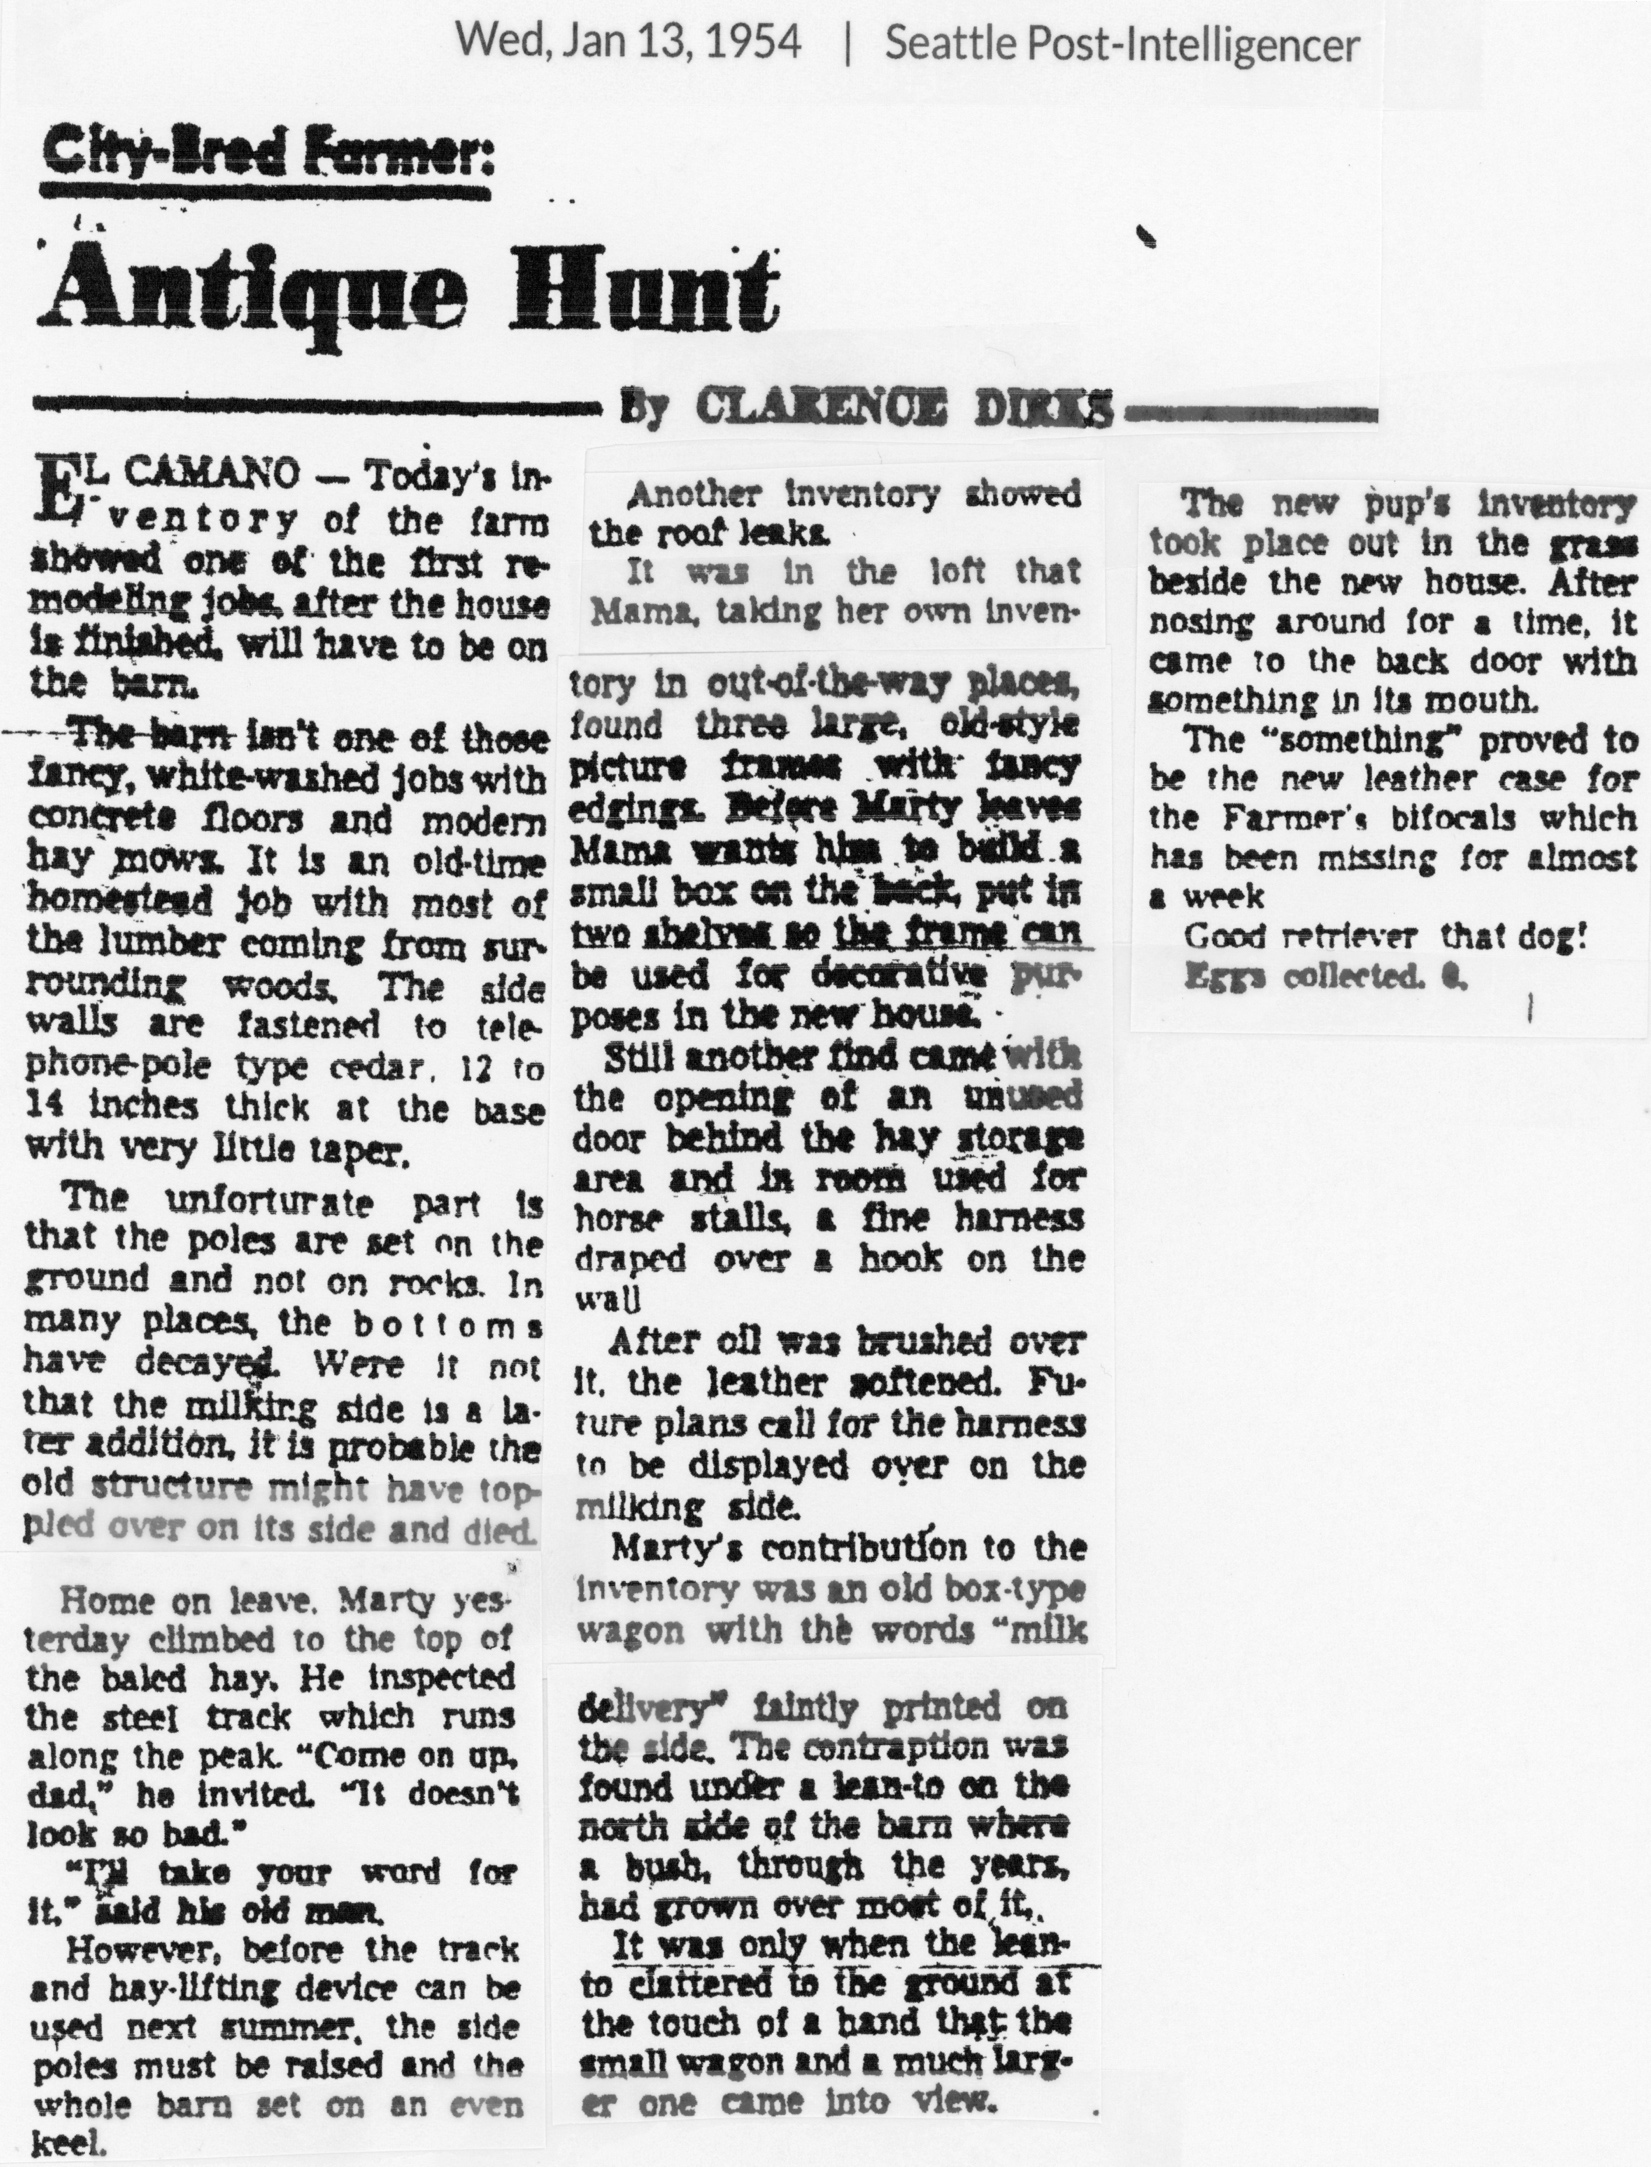 Wed, Jan 13, 1954 | Seattle Post-Intelligencer
City-Bred Farmer:
Antique Hunt
By CLARENCE DIRKS
EL CAMANO — Today's in-
ventory of the farm
showed one of the first re-
modeling jobs, after the house
is finished, will have to be on
the barn.
The barn isn't one of those
fancy, white-washed jobs with
concrete floors and modern
hay mows. It is an old-time
homestead job with most of
the lumber coming from sur-
rounding woods. The side
walls are fastened to tele-
phone-pole type cedar, 12 to
14 inches thick at the base
with very little taper.
The unforturate part is
that the poles are set on the
ground and not on rocks. In
many places, the bottoms
have decayed. Were it not
that the milking side is a la-
ter addition, it is probable the
old structure might have top-
pled over on its side and died.
Home on leave, Marty yes-
terday climbed to the top of
the baled hay. He inspected
the steel track which runs
along the peak. "Come on up,
dad," he invited. "It doesn't
look so bad."
"I'll take your word for
it," said his old man.
However, before the track
and hay-lifting device can be
used next summer, the side
poles must be raised and the
whole barn set on an even
keel.
Another inventory showed
the roof leaks.
It was in the loft that
Mama, taking her own inven-
tory in out-of-the-way places,
found three large, old-style
picture frames with fancy
edgings. Before Marty leaves
Mama wants him to build a
small box on the back, put in
two shelves so the frame can
be used for decorative pur-
poses in the new house.
Still another find came with
the opening of an unused
door behind the hay storage
area and in room used for
horse stalls, a fine harness
draped over a hook on the
wall
After oil was brushed over
it, the leather softened. Fu-
ture plans call for the harness
to be displayed over on the
milking side.
Marty's contribution to the
inventory was an old box-type
wagon with the words "milk
delivery" faintly printed on
the side. The contraption was
found under a lean-to on the
north side of the barn where
a bush, through the years,
had grown over most of it.
It was only when the lean-
to clattered to the ground at
the touch of a hand that the
small wagon and a much larg-
er one came into view.
The new pup's inventory
took place out in the grass
beside the new house. After
nosing around for a time, it
came to the back door with
something in its mouth.
The "something" proved to
be the new leather case for
the Farmer's bifocals which
has been missing for almost
a week
Good retriever that dog!
Eggs collected.